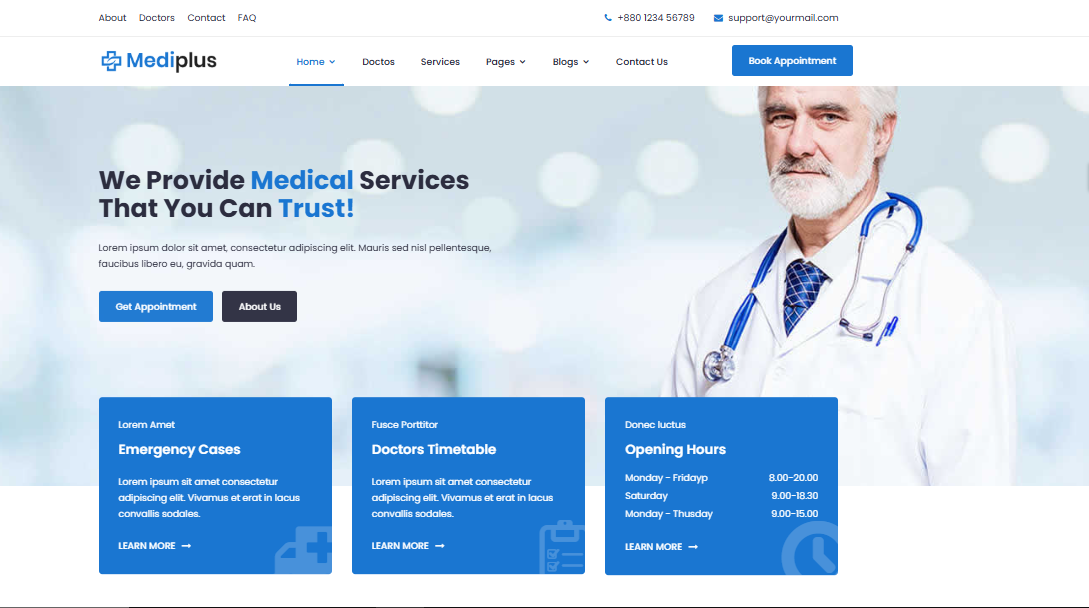 About Doctors Contact FAQ +880 1234 56789 support@yourmail.com
Mediplus Home Doctos Services Pages Blogs Contact Us Book Appointment
We Provide Medical Services
That You Can Trust!
Lorem ipsum dolor sit amet, consectetur adipiscing elit. Mauris sed nisl pellentesque,
faucibus libero eu, gravida quam.
Get Appointment About Us
Lorem Amet
Emergency Cases
Lorem ipsum sit amet consectetur
adipiscing elit. Vivamus et erat in lacus
convallis sodales.
LEARN MORE →
Fusce Porttitor
Doctors Timetable
Lorem ipsum sit amet consectetur
adipiscing elit. Vivamus et erat in lacus
convallis sodales.
LEARN MORE →
Donec luctus
Opening Hours
Monday - Fridayp 8.00-20.00
Saturday 9.00-18.30
Monday - Thusday 9.00-15.00
LEARN MORE →